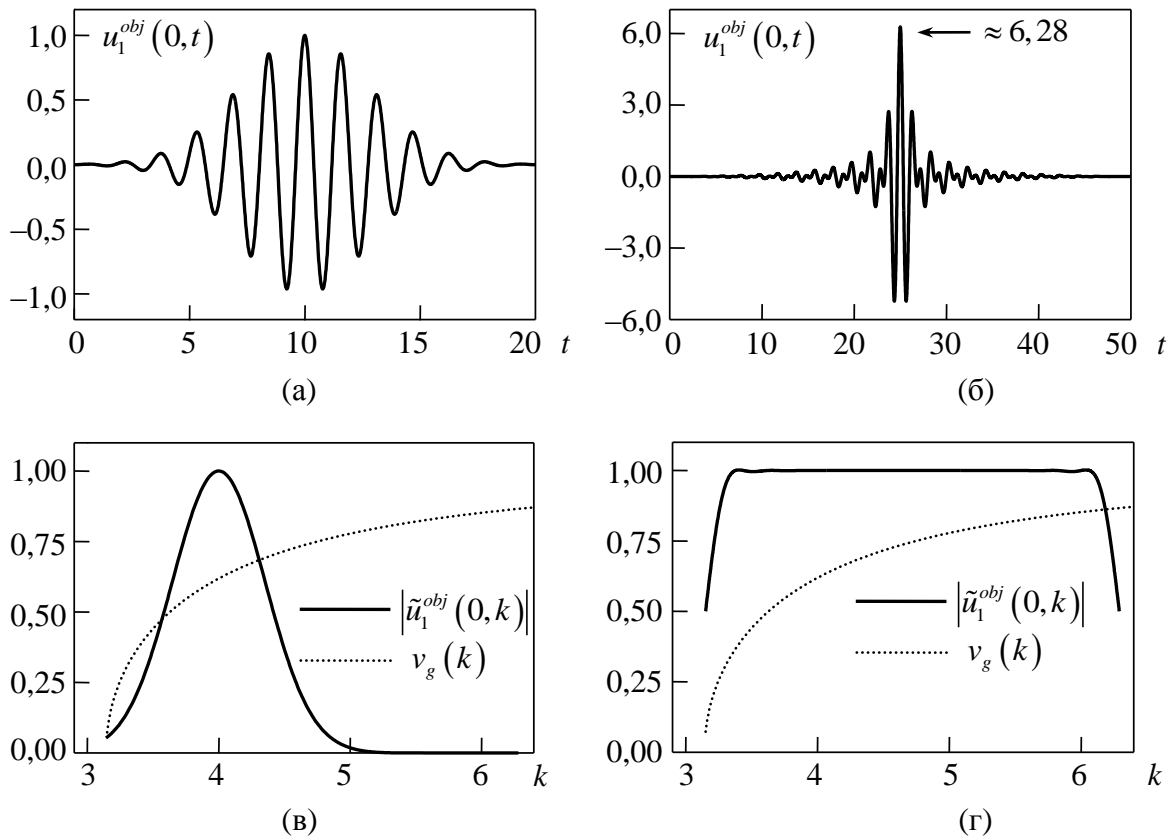 u_1^{obj}(0,t)
1,0
0,5
0,0
–0,5
–1,0
0 5 10 15 20 t
(а)
u_1^{obj}(0,t)
≈ 6,28
6,0
3,0
0,0
–3,0
–6,0
0 10 20 30 40 50 t
(б)
1,00
0,75
0,50
0,25
0,00
|ũ_1^{obj}(0,k)|
v_g(k)
3 4 5 6 k
(в)
1,00
0,75
0,50
0,25
0,00
|ũ_1^{obj}(0,k)|
v_g(k)
3 4 5 6 k
(г)